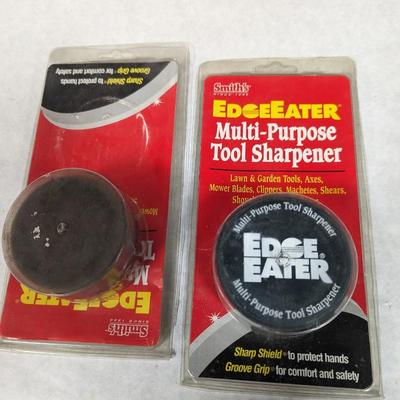 Smith's
SINCE 1886
EDGEEATER®
Multi-Purpose
Tool Sharpener
Lawn & Garden Tools, Axes,
Mower Blades, Clippers, Machetes, Shears,
Multi-Purpose Tool Sharpener
EDGE
EATER
Multi-Purpose Tool Sharpener
Sharp Shield® to protect hands
Groove Grip® for comfort and safety
Smith's
SINCE 1886
EDGEEATER
Sharp Shield® to protect hands
Groove Grip® for comfort and safety